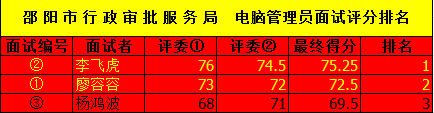 邵阳市行政审批服务局 电脑管理员面试评分排名
面试编号 面试者 评委① 评委② 最终得分 排名
② 李飞虎 76 74.5 75.25 1
① 廖容容 73 72 72.5 2
③ 杨鸿波 68 71 69.5 3